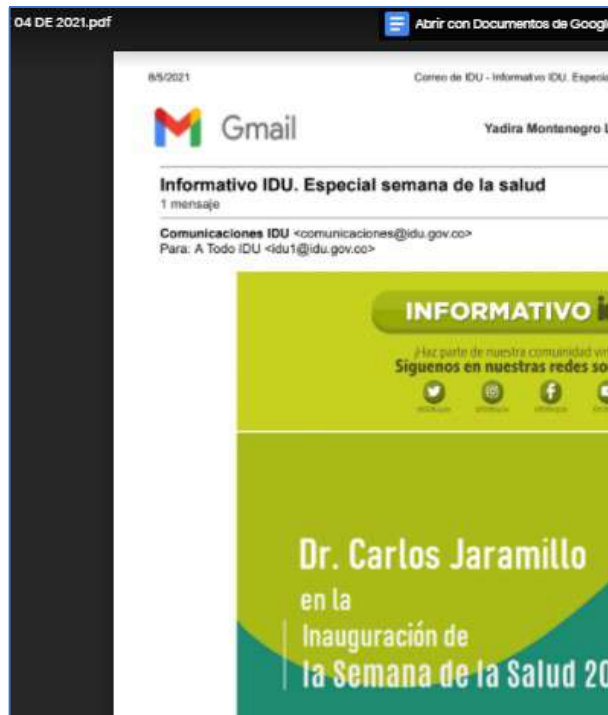 04 DE 2021.pdf
Abrir con Documentos de Googl
8/5/2021
Correo de IDU - Informativo IDU. Especia
Gmail
Yadira Montenegro L
Informativo IDU. Especial semana de la salud
1 mensaje
Comunicaciones IDU <comunicaciones@idu.gov.co>
Para: A Todo IDU <idu1@idu.gov.co>
INFORMATIVO i
¡Haz parte de nuestra comunidad vir
Síguenos en nuestras redes so
Dr. Carlos Jaramillo
en la
Inauguración de
la Semana de la Salud 20